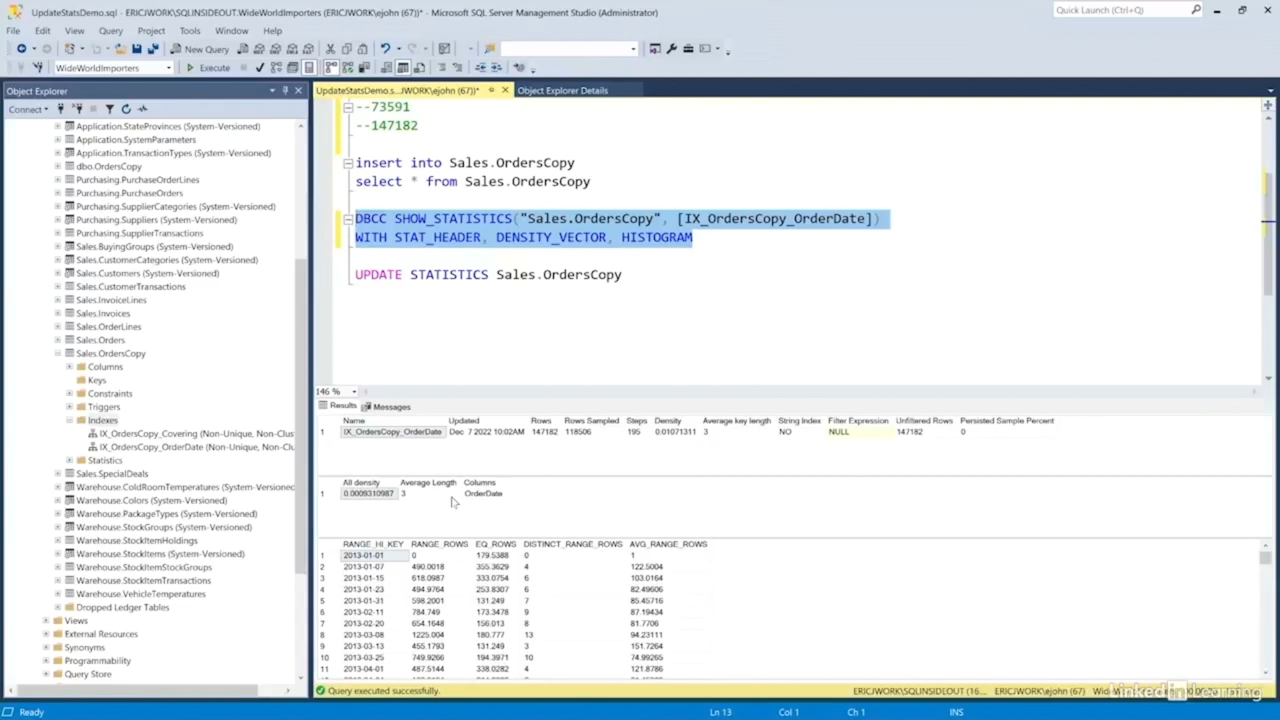 UpdateStatsDemo.sql - ERICJWORK\SQLINSIDEOUT.WideWorldImporters (ERICJWORK\ejohn (67))* - Microsoft SQL Server Management Studio (Administrator)
Quick Launch (Ctrl+Q)
File Edit View Query Project Tools Window Help
New Query
WideWorldImporters
Execute
Object Explorer
UpdateStatsDemo.s...JWORK\ejohn (67))*
Object Explorer Details
Connect
Application.StateProvinces (System-Versioned)
Application.SystemParameters
Application.TransactionTypes (System-Versioned)
dbo.OrdersCopy
Purchasing.PurchaseOrderLines
Purchasing.PurchaseOrders
Purchasing.SupplierCategories (System-Versioned)
Purchasing.Suppliers (System-Versioned)
Purchasing.SupplierTransactions
Sales.BuyingGroups (System-Versioned)
Sales.CustomerCategories (System-Versioned)
Sales.Customers (System-Versioned)
Sales.CustomerTransactions
Sales.InvoiceLines
Sales.Invoices
Sales.OrderLines
Sales.Orders
Sales.OrdersCopy
Columns
Keys
Constraints
Triggers
Indexes
IX_OrdersCopy_Covering (Non-Unique, Non-Clus
IX_OrdersCopy_OrderDate (Non-Unique, Non-Clu
Statistics
Sales.SpecialDeals
Warehouse.ColdRoomTemperatures (System-Versione
Warehouse.Colors (System-Versioned)
Warehouse.PackageTypes (System-Versioned)
Warehouse.StockGroups (System-Versioned)
Warehouse.StockItemHoldings
Warehouse.StockItems (System-Versioned)
Warehouse.StockItemStockGroups
Warehouse.StockItemTransactions
Warehouse.VehicleTemperatures
Dropped Ledger Tables
Views
External Resources
Synonyms
Programmability
Query Store
--73591
--147182
insert into Sales.OrdersCopy
select * from Sales.OrdersCopy
DBCC SHOW_STATISTICS("Sales.OrdersCopy", [IX_OrdersCopy_OrderDate])
WITH STAT_HEADER, DENSITY_VECTOR, HISTOGRAM
UPDATE STATISTICS Sales.OrdersCopy
146 %
Results Messages
Name Updated Rows Rows Sampled Steps Density Average key length String Index Filter Expression Unfiltered Rows Persisted Sample Percent
1 IX_OrdersCopy_OrderDate Dec 7 2022 10:02AM 147182 118506 195 0.01071311 3 NO NULL 147182 0
All density Average Length Columns
1 0.0009310987 3 OrderDate
RANGE_HI_KEY RANGE_ROWS EQ_ROWS DISTINCT_RANGE_ROWS AVG_RANGE_ROWS
1 2013-01-01 0 179.5388 0 1
2 2013-01-07 490.0018 355.3629 4 122.5004
3 2013-01-15 618.0987 333.0754 6 103.0164
4 2013-01-23 494.9764 253.8307 6 82.49606
5 2013-01-31 598.2001 131.249 7 85.45716
6 2013-02-11 784.749 173.3478 9 87.19434
7 2013-02-20 654.1648 156.013 8 81.7706
8 2013-03-08 1225.004 180.777 13 94.23111
9 2013-03-13 455.1793 131.249 3 151.7264
10 2013-03-25 749.9266 194.3971 10 74.99265
11 2013-04-01 487.5144 338.0282 4 121.8786
Query executed successfully.
ERICJWORK\SQLINSIDEOUT (16... ERICJWORK\ejohn (67)
LinkedIn Learning
Ready
Ln 13 Col 1 Ch 1 INS